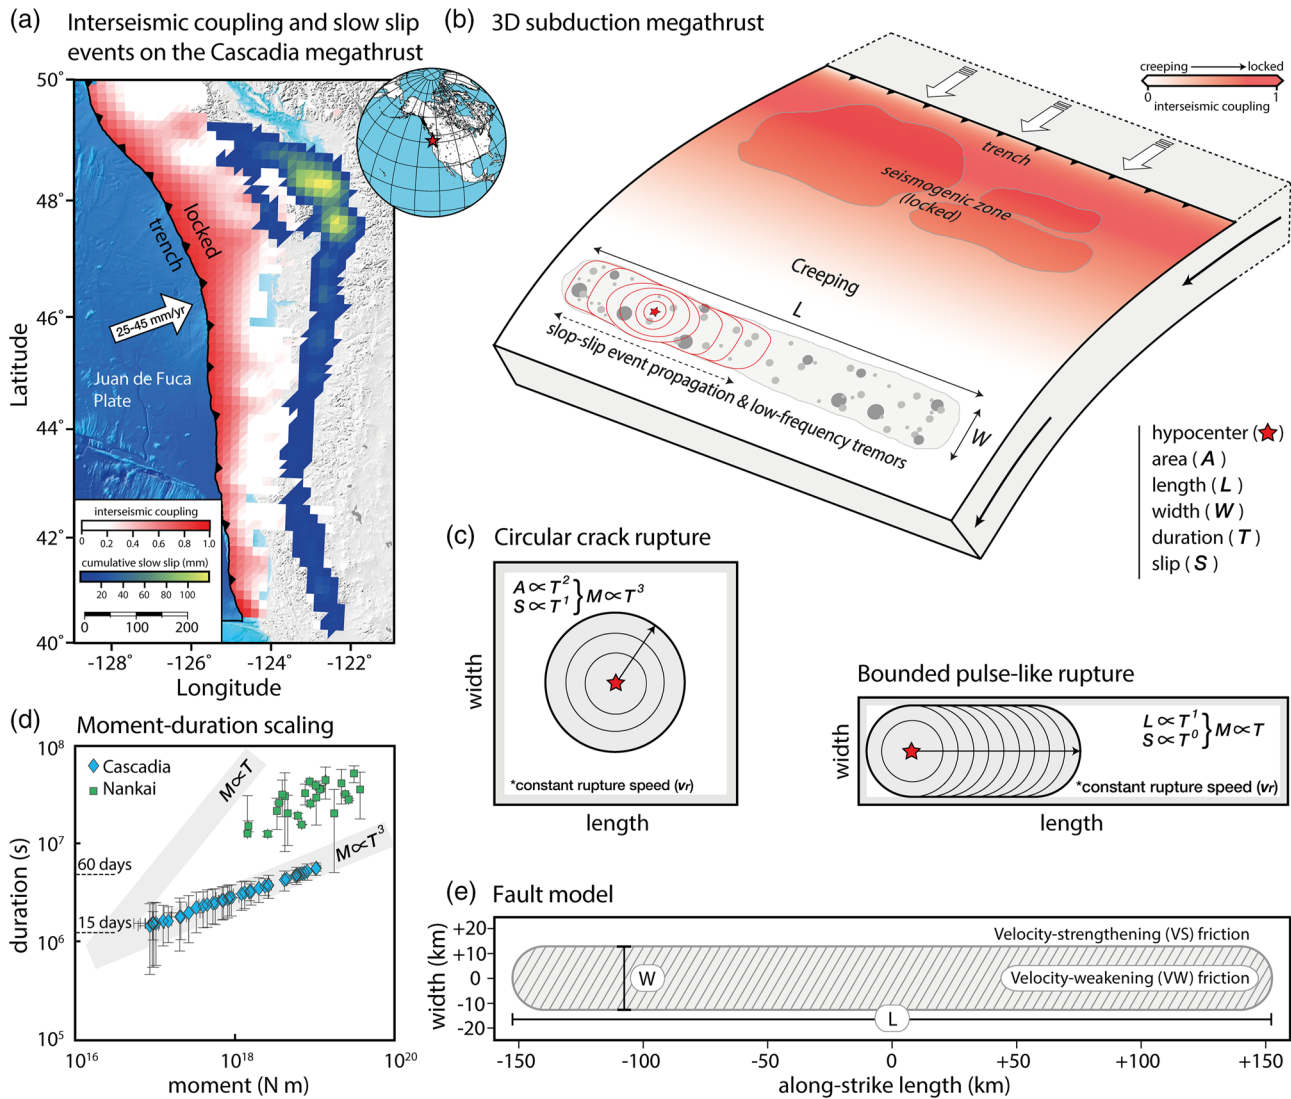 (a) Interseismic coupling and slow slip
events on the Cascadia megathrust
50°
48°
46°
44°
42°
40°
Latitude
-128°
-126°
-124°
-122°
Longitude
locked
trench
25-45 mm/yr
Juan de Fuca
Plate
interseismic coupling
0 0.2 0.4 0.6 0.8 1.0
cumulative slow slip (mm)
20 40 60 80 100
0 100 200
(b) 3D subduction megathrust
creeping locked
0 1
interseismic coupling
trench
seismogenic zone
(locked)
Creeping
L
slop-slip event propagation & low-frequency tremors
W
hypocenter (★)
area (A)
length (L)
width (W)
duration (T)
slip (S)
(c) Circular crack rupture
A∝T²
S∝T¹ } M∝T³
*constant rupture speed (vr)
width
length
Bounded pulse-like rupture
L∝T¹
S∝T⁰ } M∝T
*constant rupture speed (vr)
width
length
(d) Moment-duration scaling
Cascadia
Nankai
M∝T
M∝T³
60 days
15 days
10⁸
10⁷
10⁶
10⁵
duration (s)
10¹⁶ 10¹⁸ 10²⁰
moment (N m)
(e) Fault model
Velocity-strengthening (VS) friction
Velocity-weakening (VW) friction
W
L
+20
+10
0
-10
-20
width (km)
-150 -100 -50 0 +50 +100 +150
along-strike length (km)